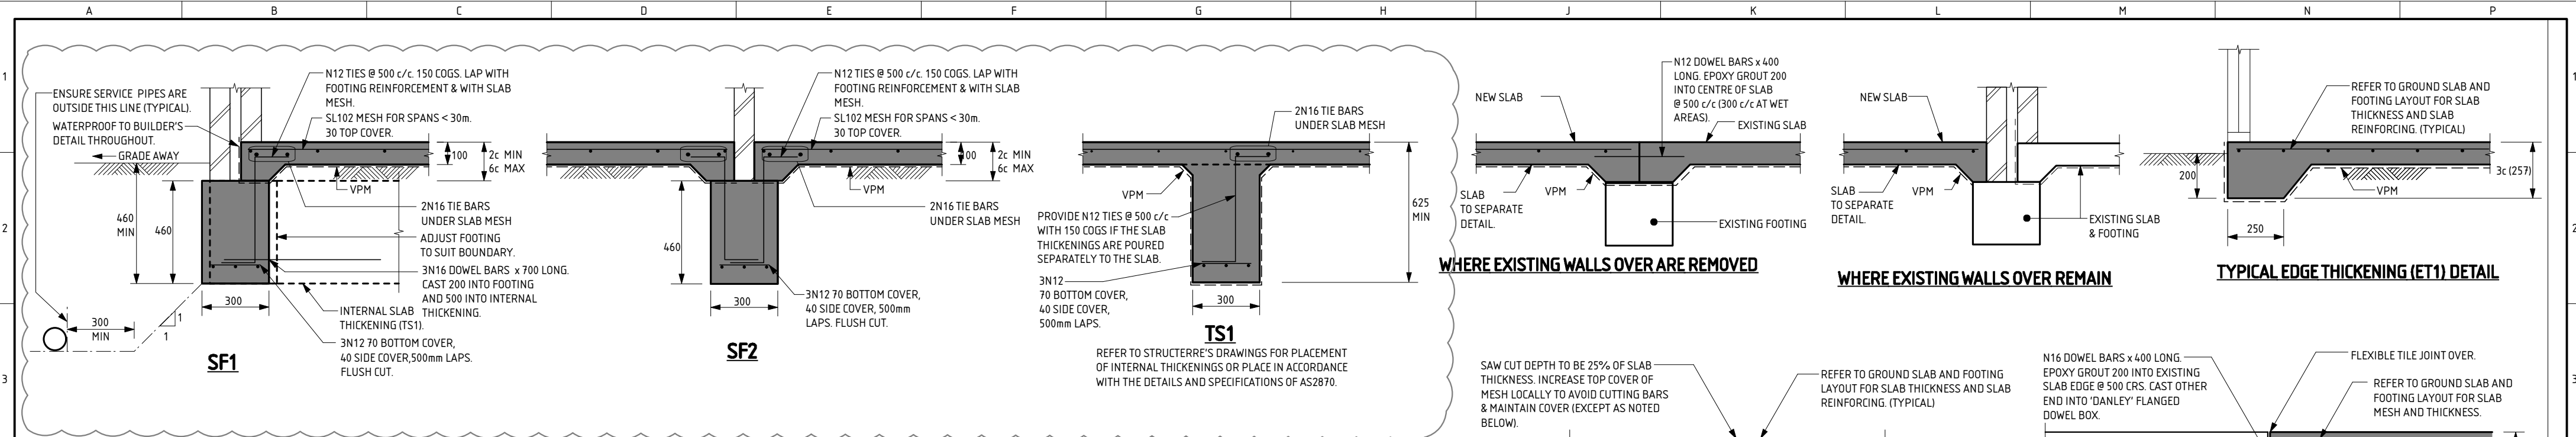 A B C D E F G H J K L M N P
1
2
3
ENSURE SERVICE PIPES ARE
OUTSIDE THIS LINE (TYPICAL).
WATERPROOF TO BUILDER'S
DETAIL THROUGHOUT.
GRADE AWAY
460
MIN
460
300
MIN
1
1
300
N12 TIES @ 500 c/c. 150 COGS. LAP WITH
FOOTING REINFORCEMENT & WITH SLAB
MESH.
SL102 MESH FOR SPANS < 30m.
30 TOP COVER.
100
2c MIN
6c MAX
VPM
2N16 TIE BARS
UNDER SLAB MESH
ADJUST FOOTING
TO SUIT BOUNDARY.
3N16 DOWEL BARS x 700 LONG.
CAST 200 INTO FOOTING
AND 500 INTO INTERNAL
THICKENING.
INTERNAL SLAB
THICKENING (TS1).
3N12 70 BOTTOM COVER,
40 SIDE COVER,500mm LAPS.
FLUSH CUT.
SF1
N12 TIES @ 500 c/c. 150 COGS. LAP WITH
FOOTING REINFORCEMENT & WITH SLAB
MESH.
SL102 MESH FOR SPANS < 30m.
30 TOP COVER.
100
2c MIN
6c MAX
VPM
2N16 TIE BARS
UNDER SLAB MESH
460
300
3N12 70 BOTTOM COVER,
40 SIDE COVER, 500mm
LAPS. FLUSH CUT.
SF2
2N16 TIE BARS
UNDER SLAB MESH
VPM
PROVIDE N12 TIES @ 500 c/c
WITH 150 COGS IF THE SLAB
THICKENINGS ARE POURED
SEPARATELY TO THE SLAB.
3N12
70 BOTTOM COVER,
40 SIDE COVER,
500mm LAPS.
625
MIN
300
TS1
REFER TO STRUCTERRE'S DRAWINGS FOR PLACEMENT
OF INTERNAL THICKENINGS OR PLACE IN ACCORDANCE
WITH THE DETAILS AND SPECIFICATIONS OF AS2870.
NEW SLAB
N12 DOWEL BARS x 400
LONG. EPOXY GROUT 200
INTO CENTRE OF SLAB
@ 500 c/c (300 c/c AT WET
AREAS).
EXISTING SLAB
SLAB
TO SEPARATE
DETAIL.
VPM
EXISTING FOOTING
WHERE EXISTING WALLS OVER ARE REMOVED
NEW SLAB
SLAB
TO SEPARATE
DETAIL.
VPM
EXISTING SLAB
& FOOTING
WHERE EXISTING WALLS OVER REMAIN
REFER TO GROUND SLAB AND
FOOTING LAYOUT FOR SLAB
THICKNESS AND SLAB
REINFORCING. (TYPICAL)
200
3c (257)
VPM
250
TYPICAL EDGE THICKENING (ET1) DETAIL
SAW CUT DEPTH TO BE 25% OF SLAB
THICKNESS. INCREASE TOP COVER OF
MESH LOCALLY TO AVOID CUTTING BARS
& MAINTAIN COVER (EXCEPT AS NOTED
BELOW).
REFER TO GROUND SLAB AND FOOTING
LAYOUT FOR SLAB THICKNESS AND SLAB
REINFORCING. (TYPICAL)
N16 DOWEL BARS x 400 LONG.
EPOXY GROUT 200 INTO EXISTING
SLAB EDGE @ 500 CRS. CAST OTHER
END INTO 'DANLEY' FLANGED
DOWEL BOX.
FLEXIBLE TILE JOINT OVER.
REFER TO GROUND SLAB AND
FOOTING LAYOUT FOR SLAB
MESH AND THICKNESS.